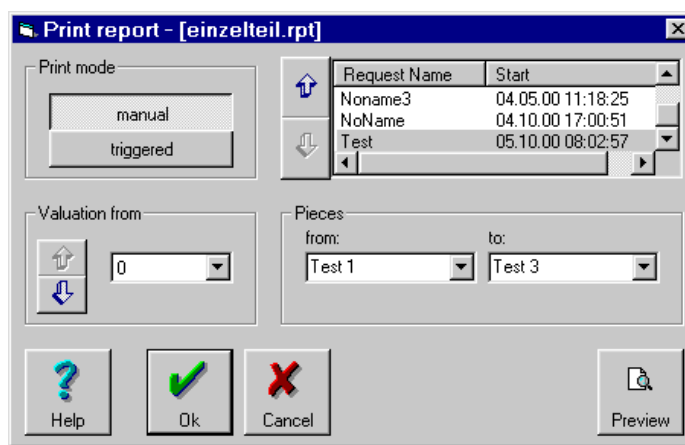 Print report - [einzelteil.rpt]
Print mode
manual
triggered
Request Name Start
Noname3 04.05.00 11:18:25
NoName 04.10.00 17:00:51
Test 05.10.00 08:02:57
Valuation from
0
Pieces
from: to:
Test 1 Test 3
Help Ok Cancel Preview